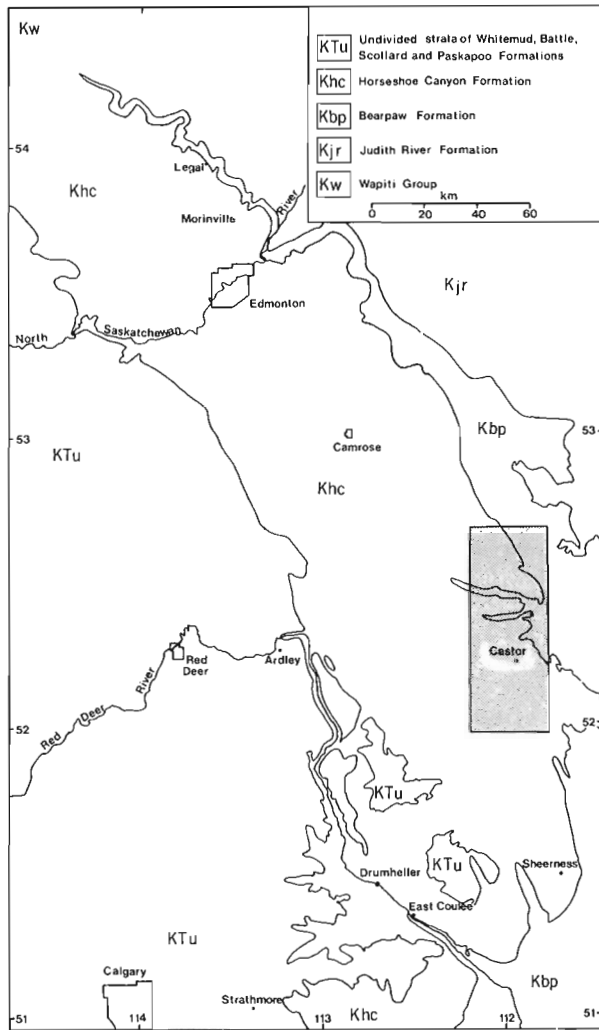 Kw
KTu Undivided strata of Whitemud, Battle,
Scollard and Paskapoo Formations
Khc Horseshoe Canyon Formation
Kbp Bearpaw Formation
Kjr Judith River Formation
Kw Wapiti Group
km
0 20 40 60
54
Legal
Khc
Morinville
River
Kjr
Edmonton
Saskatchewan
North
53
Kbp
53
Camrose
KTu
Khc
Castor
Ardley
Red
Deer
River
Deer
Red
52
52
KTu
KTu
Sheerness
Drumheller
East Coulee
KTu
Calgary
Kbp
Strathmore
Khc
51
114
113
112
51